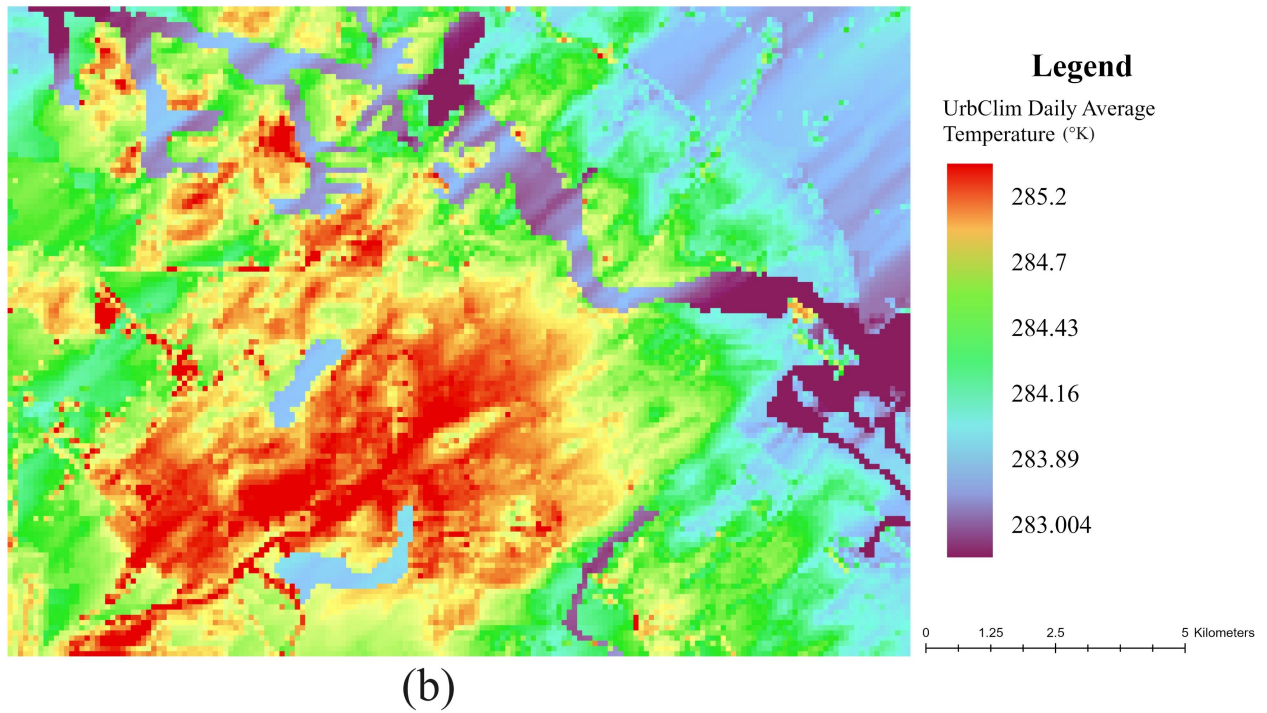 Legend
UrbClim Daily Average
Temperature (°K)
285.2
284.7
284.43
284.16
283.89
283.004
0 1.25 2.5 5 Kilometers
(b)